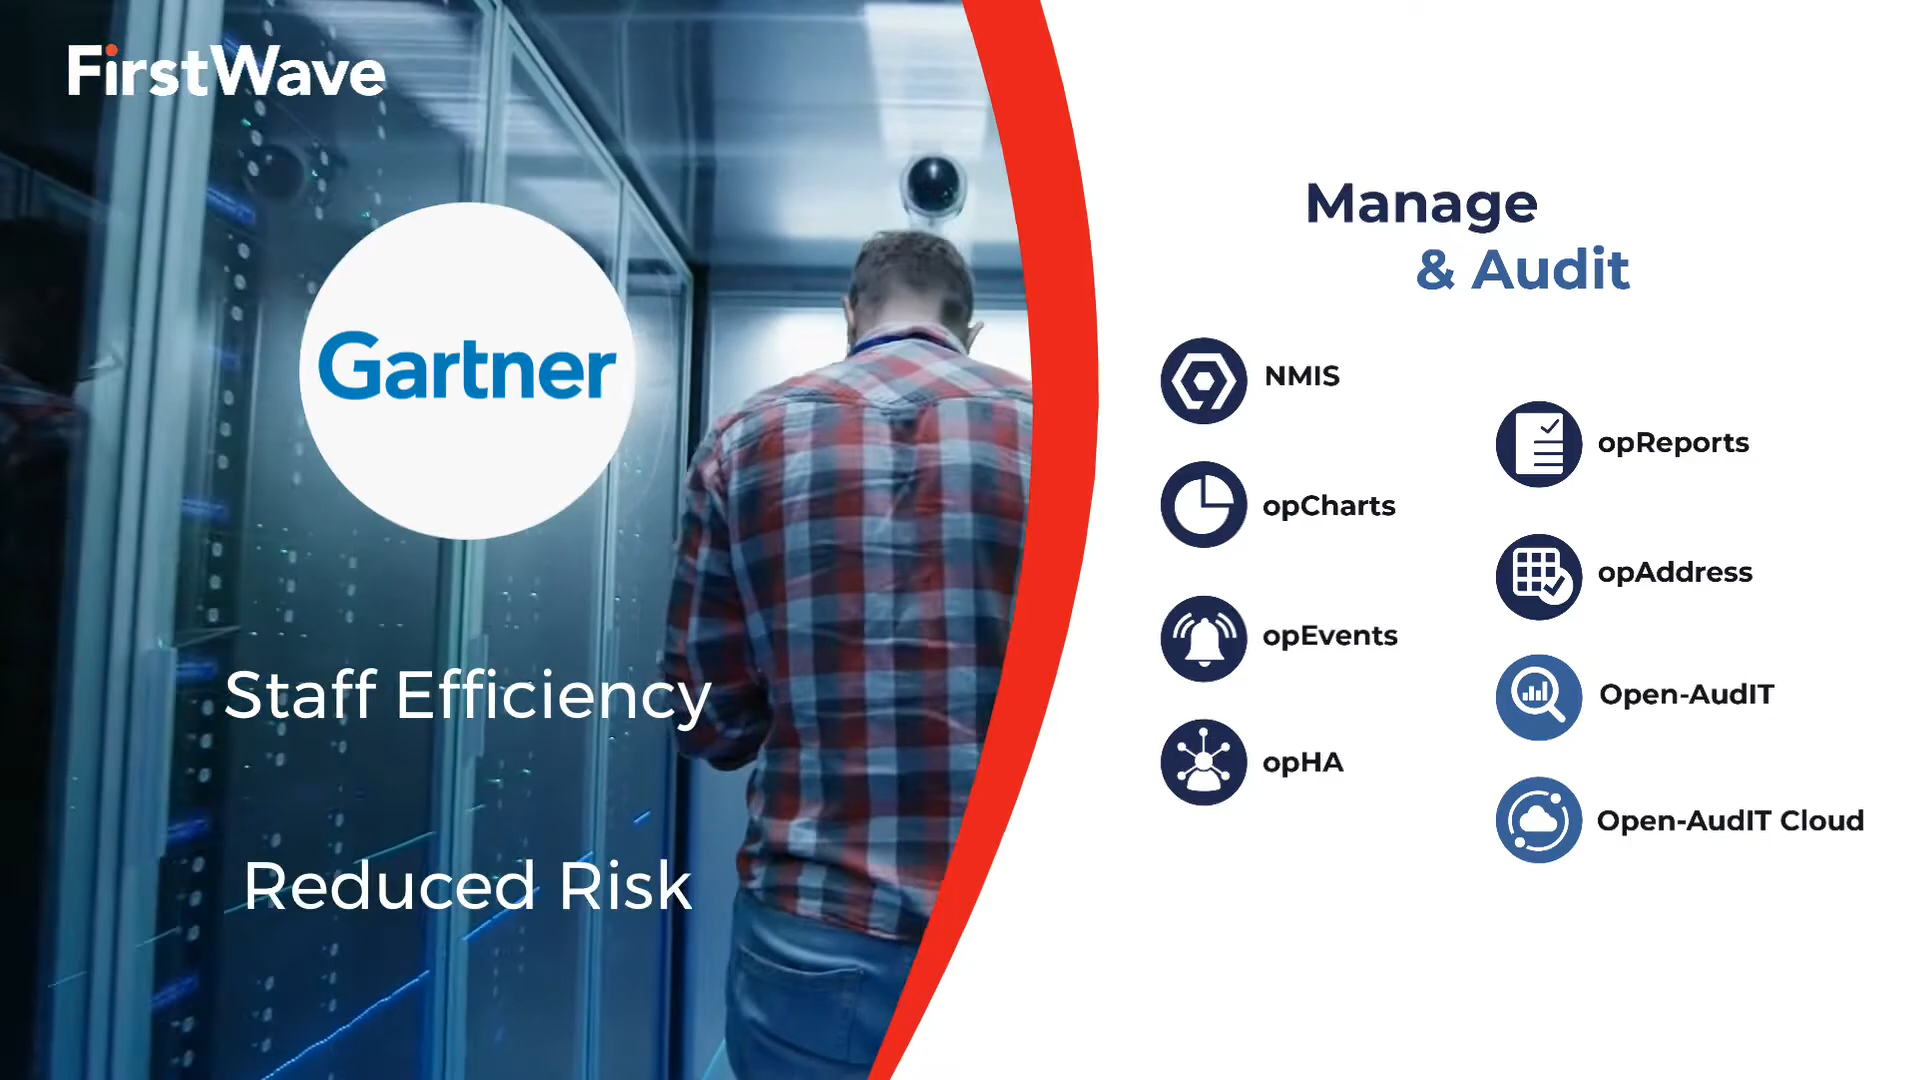 FirstWave
Gartner
Staff Efficiency
Reduced Risk
Manage
& Audit
NMIS
opCharts
opEvents
opHA
opReports
opAddress
Open-AudIT
Open-AudIT Cloud